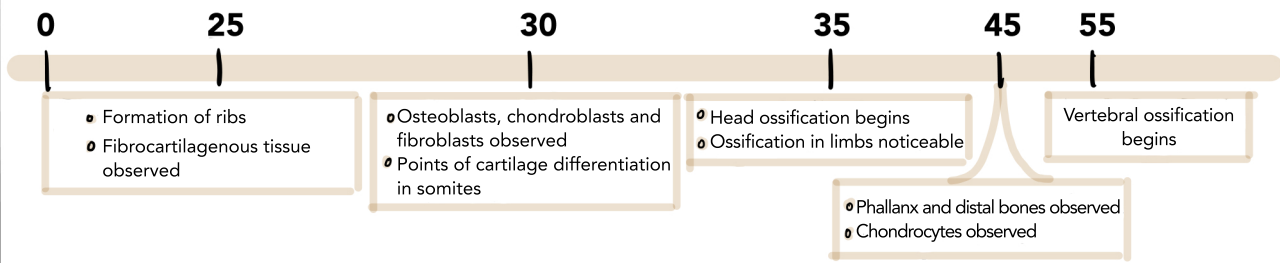 0
25
30
35
45
55
Formation of ribs
Fibrocartilagenous tissue
observed
Osteoblasts, chondroblasts and
fibroblasts observed
Points of cartilage differentiation
in somites
Head ossification begins
Ossification in limbs noticeable
Vertebral ossification
begins
Phallanx and distal bones observed
Chondrocytes observed